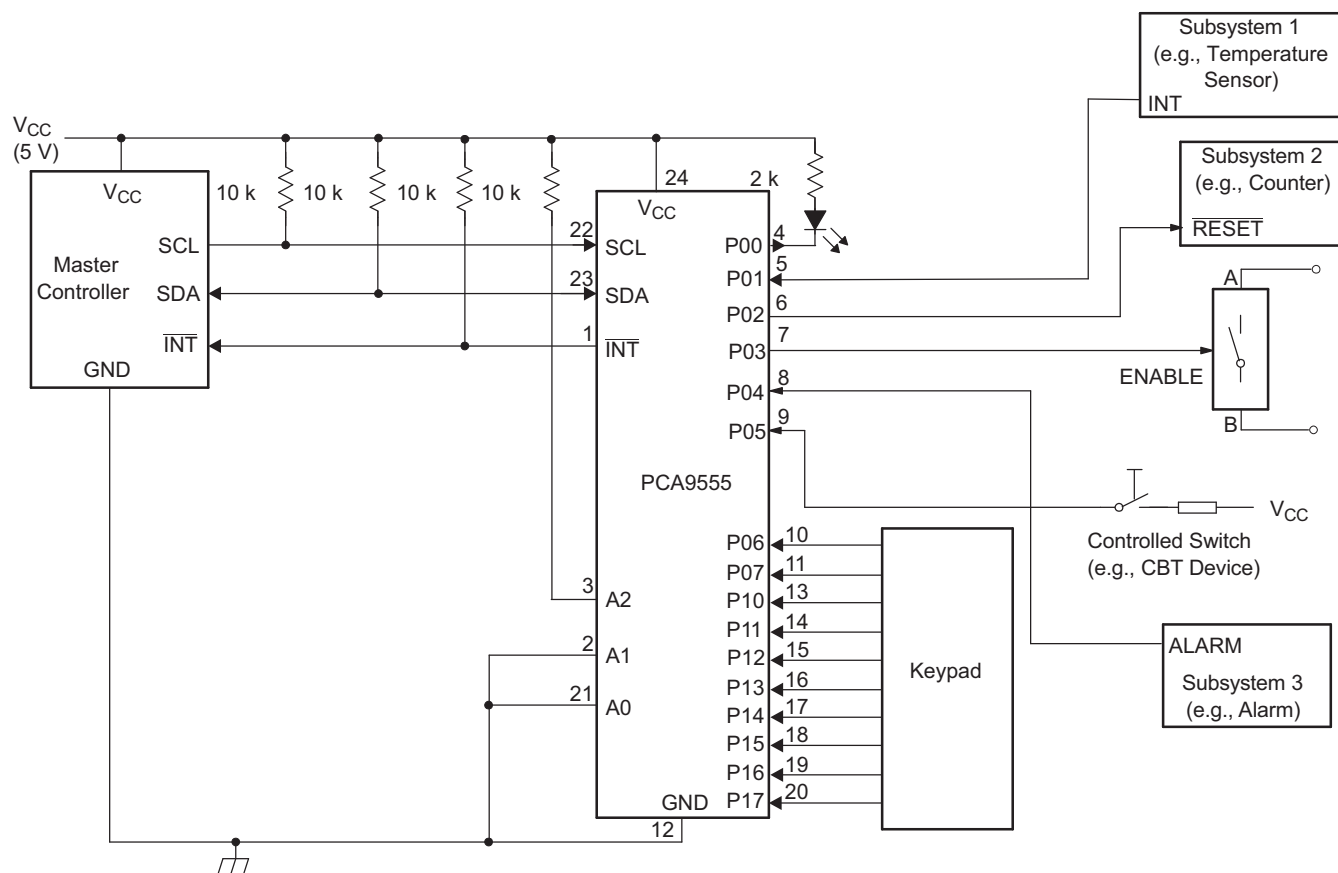 Subsystem 1
(e.g., Temperature
Sensor)
INT
Subsystem 2
(e.g., Counter)
RESET
VCC
(5 V)
VCC
SCL
Master
Controller
SDA
INT
GND
10 k
10 k
10 k
10 k
2 k
24
VCC
22
SCL
23
SDA
1
INT
3
A2
2
A1
21
A0
PCA9555
GND
12
4
P00
5
P01
6
P02
7
P03
8
P04
9
P05
P06
10
P07
11
P10
13
P11
14
P12
15
P13
16
P14
17
P15
18
P16
19
P17
20
Keypad
A
ENABLE
B
VCC
Controlled Switch
(e.g., CBT Device)
ALARM
Subsystem 3
(e.g., Alarm)